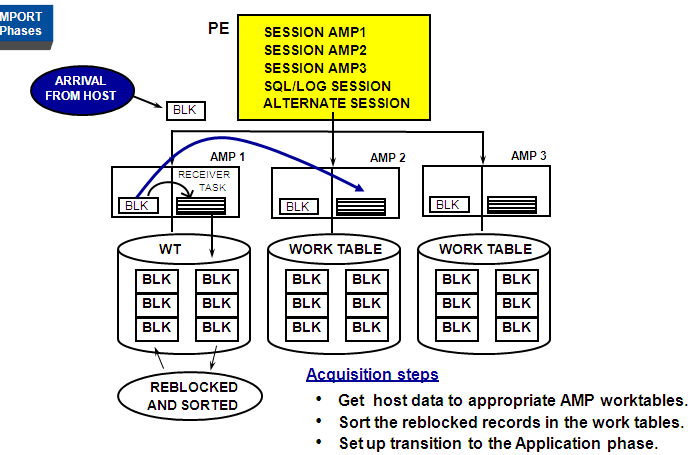 MPORT
Phases
PE
SESSION AMP1
SESSION AMP2
SESSION AMP3
SQL/LOG SESSION
ALTERNATE SESSION
ARRIVAL
FROM HOST
BLK
AMP 1
AMP 2
AMP 3
RECEIVER
TASK
BLK
BLK
BLK
WT
WORK TABLE
WORK TABLE
BLK BLK BLK BLK BLK BLK
BLK BLK BLK BLK BLK BLK
BLK BLK BLK BLK BLK BLK
REBLOCKED
AND SORTED
Acquisition steps
• Get host data to appropriate AMP worktables.
• Sort the reblocked records in the work tables.
• Set up transition to the Application phase.